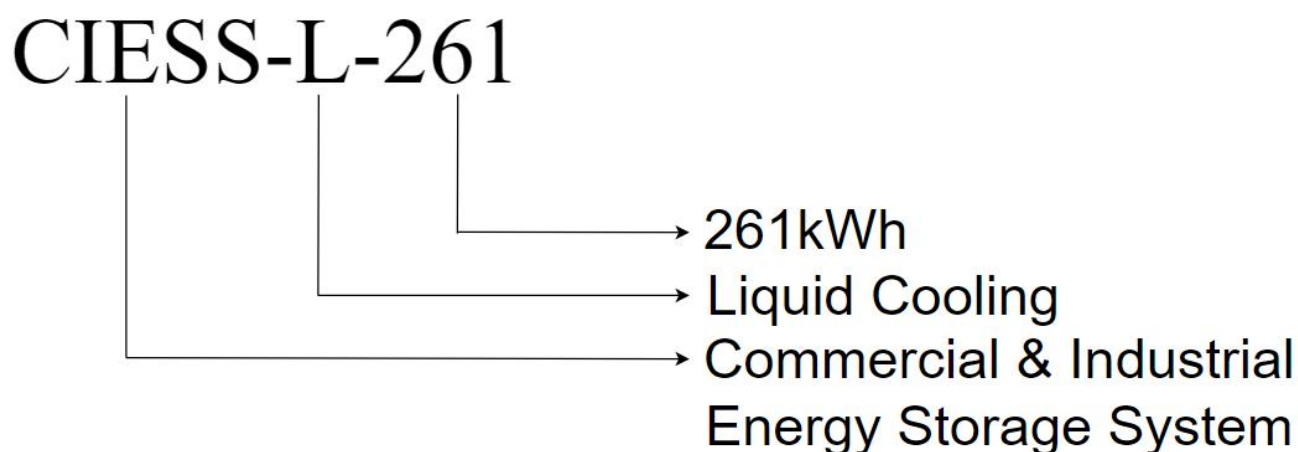 CIESS-L-261
261kWh
Liquid Cooling
Commercial & Industrial
Energy Storage System